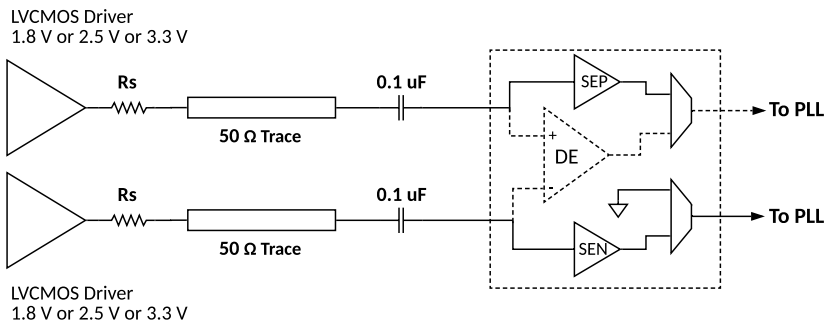 LVCMOS Driver
1.8 V or 2.5 V or 3.3 V
Rs
50 Ω Trace
0.1 uF
SEP
To PLL
+
DE
-
Rs
50 Ω Trace
0.1 uF
SEN
To PLL
LVCMOS Driver
1.8 V or 2.5 V or 3.3 V